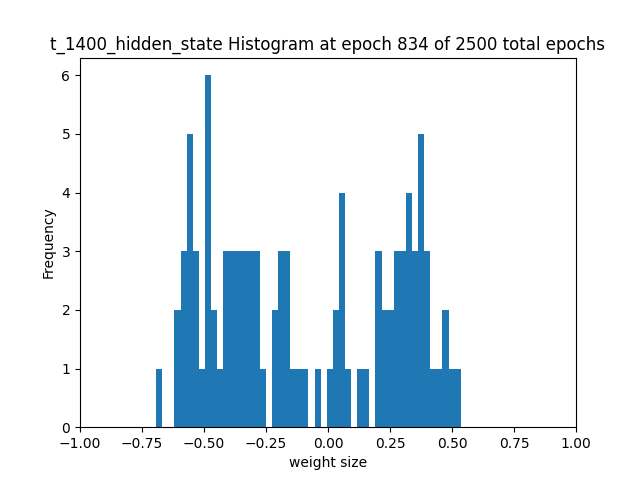 t_1400_hidden_state Histogram at epoch 834 of 2500 total epochs
6
5
4
3
2
1
0
Frequency
−1.00 −0.75 −0.50 −0.25 0.00 0.25 0.50 0.75 1.00
weight size